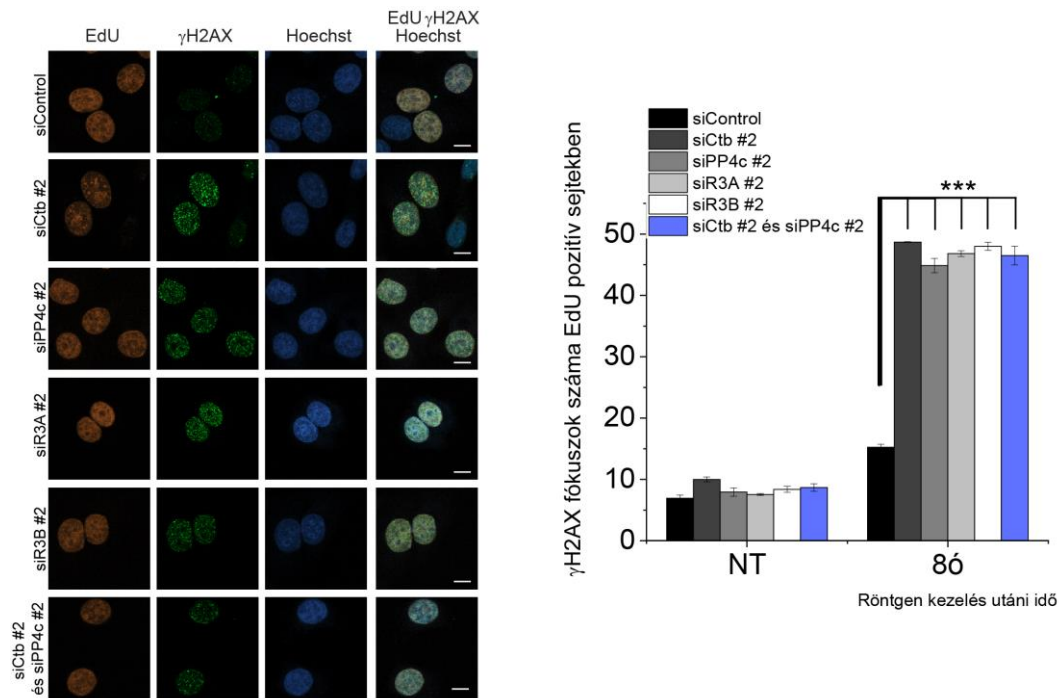 EdU γH2AX Hoechst EdU γH2AX
Hoechst
siControl
siCtb #2
siPP4c #2
siR3A #2
siR3B #2
siCtb #2
és siPP4c #2
γH2AX fókuszok száma EdU pozitív sejtekben
50
40
30
20
10
0
siControl
siCtb #2
siPP4c #2
siR3A #2
siR3B #2
siCtb #2 és siPP4c #2
***
NT 8ó
Röntgen kezelés utáni idő